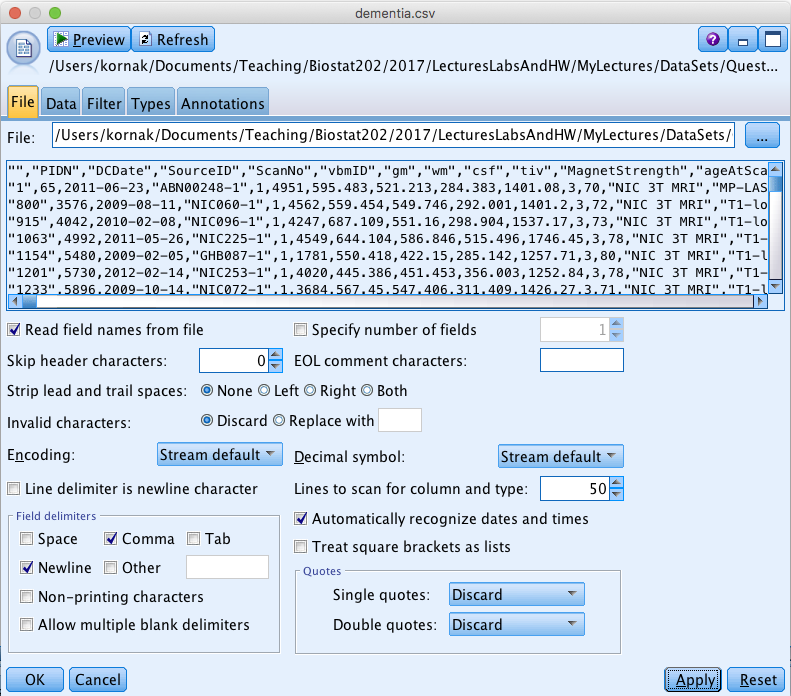 dementia.csv
Preview Refresh ?
/Users/kornak/Documents/Teaching/Biostat202/2017/LecturesLabsAndHW/MyLectures/DataSets/Quest...
File Data Filter Types Annotations
File: /Users/kornak/Documents/Teaching/Biostat202/2017/LecturesLabsAndHW/MyLectures/DataSets/ ...
"","PIDN","DCDate","SourceID","ScanNo","vbmID","gm","wm","csf","tiv","MagnetStrength","ageAtSca
"1",65,2011-06-23,"ABN00248-1",1,4951,595.483,521.213,284.383,1401.08,3,70,"NIC 3T MRI","MP-LAS
"800",3576,2009-08-11,"NIC060-1",1,4562,559.454,549.746,292.001,1401.2,3,72,"NIC 3T MRI","T1-lo
"915",4042,2010-02-08,"NIC096-1",1,4247,687.109,551.16,298.904,1537.17,3,73,"NIC 3T MRI","T1-lo
"1063",4992,2011-05-26,"NIC225-1",1,4549,644.104,586.846,515.496,1746.45,3,78,"NIC 3T MRI","T1-
"1154",5480,2009-02-05,"GHB087-1",1,1781,550.418,422.15,285.142,1257.71,3,80,"NIC 3T MRI","T1-l
"1201",5730,2012-02-14,"NIC253-1",1,4020,445.386,451.453,356.003,1252.84,3,78,"NIC 3T MRI","T1-
"1233",5896,2009-10-14,"NIC072-1",1,3684,567.45,547.406,311.409,1426.27,3,71,"NIC 3T MRI","T1-l
Read field names from file Specify number of fields 1
Skip header characters: 0 EOL comment characters:
Strip lead and trail spaces: None Left Right Both
Invalid characters: Discard Replace with
Encoding: Stream default Decimal symbol: Stream default
Line delimiter is newline character Lines to scan for column and type: 50
Field delimiters Automatically recognize dates and times
Space Comma Tab Treat square brackets as lists
Newline Other Quotes
Non-printing characters Single quotes: Discard
Allow multiple blank delimiters Double quotes: Discard
OK Cancel Apply Reset